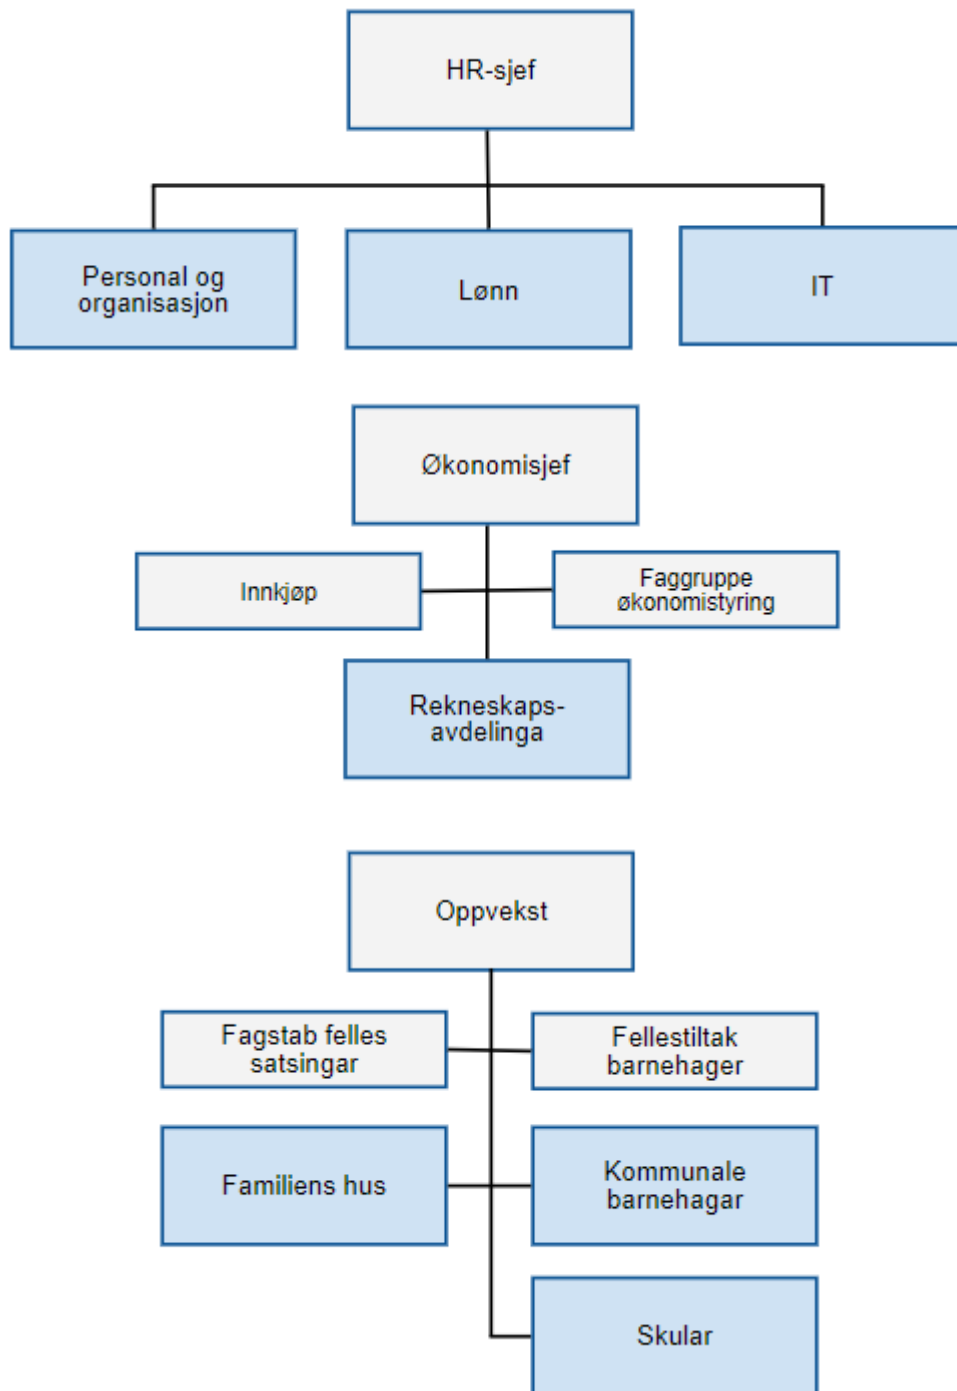 HR-sjef
Personal og
organisasjon
Lønn
IT
Økonomisjef
Innkjøp
Faggruppe
økonomistyring
Rekneskaps-
avdelinga
Oppvekst
Fagstab felles
satsingar
Fellestiltak
barnehager
Familiens hus
Kommunale
barnehagar
Skular